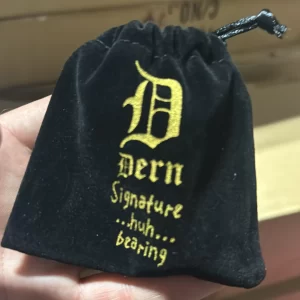 D
Dern
Signature
...huh...
bearing